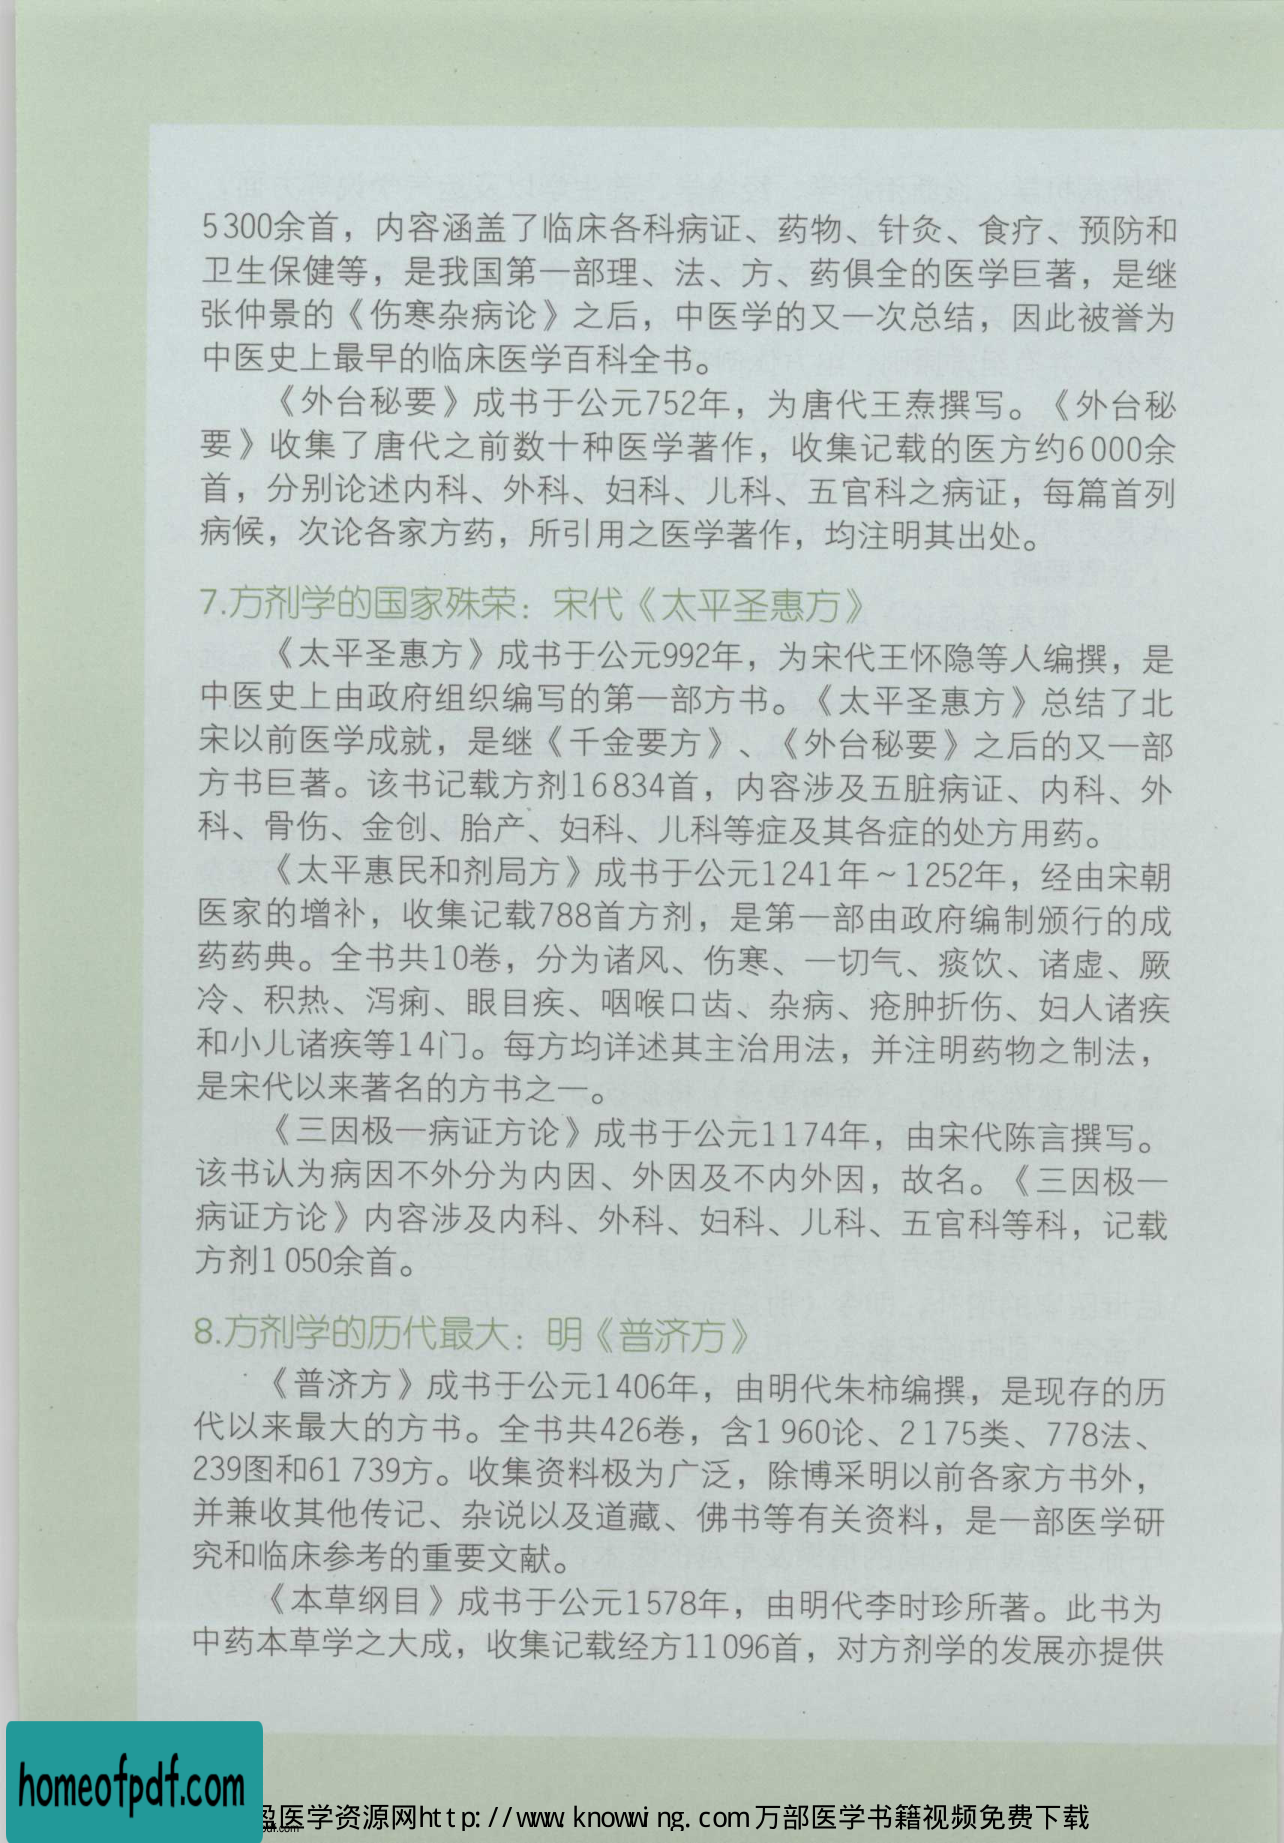 5300余首，内容涵盖了临床各科病证、药物、针灸、食疗、预防和
卫生保健等，是我国第一部理、法、方、药俱全的医学巨著，是继
张仲景的《伤寒杂病论》之后，中医学的又一次总结，因此被誉为
中医史上最早的临床医学百科全书。
《外台秘要》成书于公元752年，为唐代王焘撰写。《外台秘
要》收集了唐代之前数十种医学著作，收集记载的医方约6000余
首，分别论述内科、外科、妇科、儿科、五官科之病证，每篇首列
病候，次论各家方药，所引用之医学著作，均注明其出处。
7.方剂学的国家殊荣：宋代《太平圣惠方》
《太平圣惠方》成书于公元992年，为宋代王怀隐等人编撰，是
中医史上由政府组织编写的第一部方书。《太平圣惠方》总结了北
宋以前医学成就，是继《千金要方》、《外台秘要》之后的又一部
方书巨著。该书记载方剂16834首，内容涉及五脏病证、内科、外
科、骨伤、金创、胎产、妇科、儿科等症及其各症的处方用药。
《太平惠民和剂局方》成书于公元1241年～1252年，经由宋朝
医家的增补，收集记载788首方剂，是第一部由政府编制颁行的成
药药典。全书共10卷，分为诸风、伤寒、一切气、痰饮、诸虚、厥
冷、积热、泻痢、眼目疾、咽喉口齿、杂病、疮肿折伤、妇人诸疾
和小儿诸疾等14门。每方均详述其主治用法，并注明药物之制法，
是宋代以来著名的方书之一。
《三因极一病证方论》成书于公元1174年，由宋代陈言撰写。
该书认为病因不外分为内因、外因及不内外因，故名。《三因极一
病证方论》内容涉及内科、外科、妇科、儿科、五官科等科，记载
方剂1050余首。
8.方剂学的历代最大：明《普济方》
《普济方》成书于公元1406年，由明代朱柿编撰，是现存的历
代以来最大的方书。全书共426卷，含1960论、2175类、778法、
239图和61739方。收集资料极为广泛，除博采明以前各家方书外，
并兼收其他传记、杂说以及道藏、佛书等有关资料，是一部医学研
究和临床参考的重要文献。
《本草纲目》成书于公元1578年，由明代李时珍所著。此书为
中药本草学之大成，收集记载经方11096首，对方剂学的发展亦提供
homeofpdf.com
盈医学资源网http://www.knowwing.com万部医学书籍视频免费下载